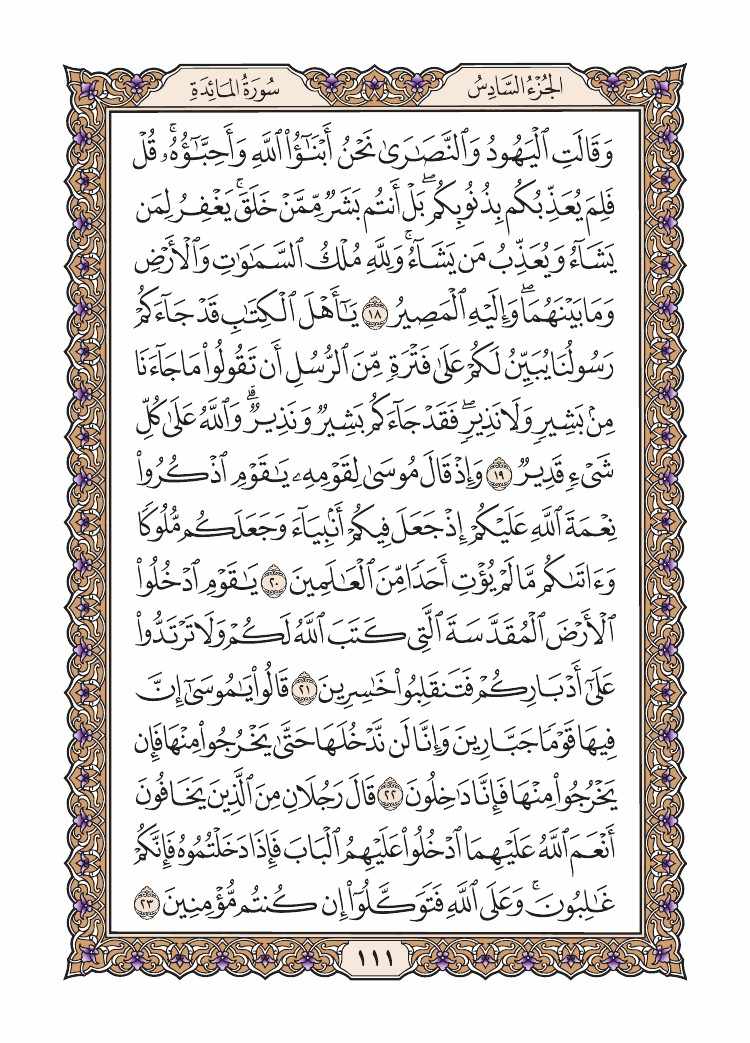 الجُزْءُ السَّادِسُ
سُورَةُ المَائِدَةِ
وَقَالَتِ ٱلۡيَهُودُ وَٱلنَّصَٰرَىٰ نَحۡنُ أَبۡنَٰٓؤُاْ ٱللَّهِ وَأَحِبَّٰٓؤُهُۥۚ قُلۡ
فَلِمَ يُعَذِّبُكُم بِذُنُوبِكُمۖ بَلۡ أَنتُم بَشَرٞ مِّمَّنۡ خَلَقَۚ يَغۡفِرُ لِمَن
يَشَآءُ وَيُعَذِّبُ مَن يَشَآءُۚ وَلِلَّهِ مُلۡكُ ٱلسَّمَٰوَٰتِ وَٱلۡأَرۡضِ
وَمَا بَيۡنَهُمَاۖ وَإِلَيۡهِ ٱلۡمَصِيرُ ١٨ يَٰٓأَهۡلَ ٱلۡكِتَٰبِ قَدۡ جَآءَكُمۡ
رَسُولُنَا يُبَيِّنُ لَكُمۡ عَلَىٰ فَتۡرَةٖ مِّنَ ٱلرُّسُلِ أَن تَقُولُواْ مَا جَآءَنَا
مِنۢ بَشِيرٖ وَلَا نَذِيرٖۖ فَقَدۡ جَآءَكُم بَشِيرٞ وَنَذِيرٞۗ وَٱللَّهُ عَلَىٰ كُلِّ
شَيۡءٖ قَدِيرٞ ١٩ وَإِذۡ قَالَ مُوسَىٰ لِقَوۡمِهِۦ يَٰقَوۡمِ ٱذۡكُرُواْ
نِعۡمَةَ ٱللَّهِ عَلَيۡكُمۡ إِذۡ جَعَلَ فِيكُمۡ أَنۢبِيَآءَ وَجَعَلَكُم مُّلُوكٗا
وَءَاتَىٰكُم مَّا لَمۡ يُؤۡتِ أَحَدٗا مِّنَ ٱلۡعَٰلَمِينَ ٢٠ يَٰقَوۡمِ ٱدۡخُلُواْ
ٱلۡأَرۡضَ ٱلۡمُقَدَّسَةَ ٱلَّتِي كَتَبَ ٱللَّهُ لَكُمۡ وَلَا تَرۡتَدُّواْ
عَلَىٰٓ أَدۡبَارِكُمۡ فَتَنقَلِبُواْ خَٰسِرِينَ ٢١ قَالُواْ يَٰمُوسَىٰٓ إِنَّ
فِيهَا قَوۡمٗا جَبَّارِينَ وَإِنَّا لَن نَّدۡخُلَهَا حَتَّىٰ يَخۡرُجُواْ مِنۡهَا فَإِن
يَخۡرُجُواْ مِنۡهَا فَإِنَّا دَٰخِلُونَ ٢٢ قَالَ رَجُلَانِ مِنَ ٱلَّذِينَ يَخَافُونَ
أَنۡعَمَ ٱللَّهُ عَلَيۡهِمَا ٱدۡخُلُواْ عَلَيۡهِمُ ٱلۡبَابَ فَإِذَا دَخَلۡتُمُوهُ فَإِنَّكُمۡ
غَٰلِبُونَۚ وَعَلَى ٱللَّهِ فَتَوَكَّلُوٓاْ إِن كُنتُم مُّؤۡمِنِينَ ٢٣
١١١